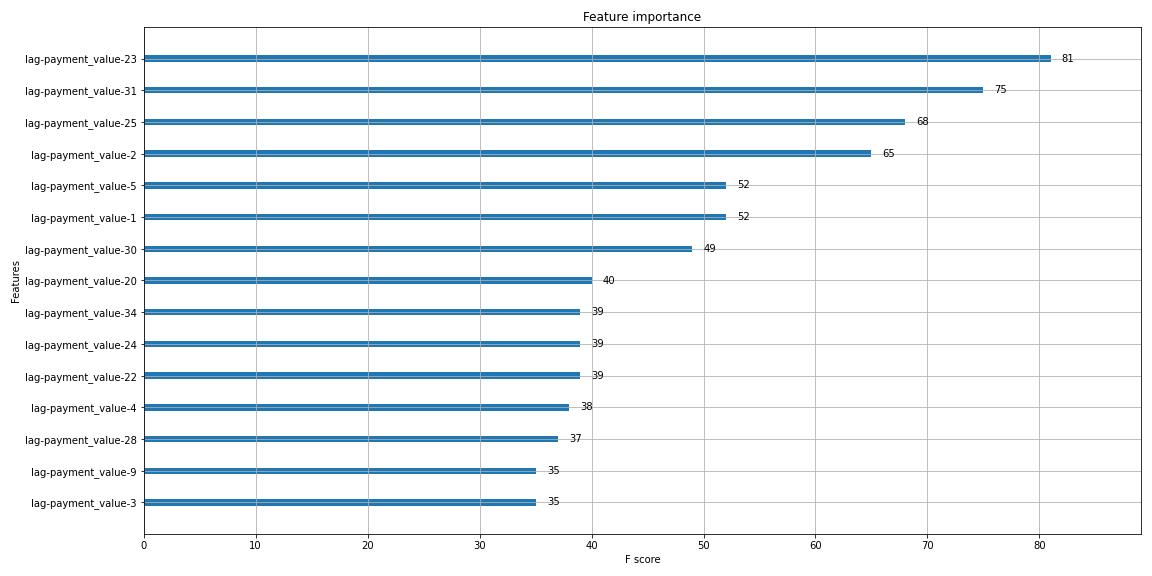 Feature importance
Features
lag-payment_value-23 81
lag-payment_value-31 75
lag-payment_value-25 68
lag-payment_value-2 65
lag-payment_value-5 52
lag-payment_value-1 52
lag-payment_value-30 49
lag-payment_value-20 40
lag-payment_value-34 39
lag-payment_value-24 39
lag-payment_value-22 39
lag-payment_value-4 38
lag-payment_value-28 37
lag-payment_value-9 35
lag-payment_value-3 35
0 10 20 30 40 50 60 70 80
F score